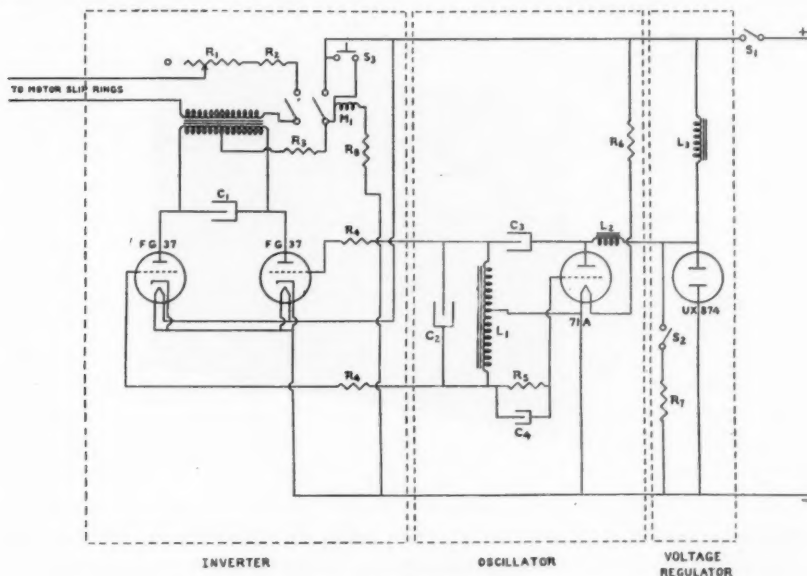 R1
R2
S3
S1
+
TO MOTOR SLIP RINGS
M1
R3
R8
R6
L3
C1
FG 37
FG 37
R4
C3
L2
C2
L1
71A
UX 874
S2
R4
R5
C4
R7
-
INVERTER
OSCILLATOR
VOLTAGE
REGULATOR